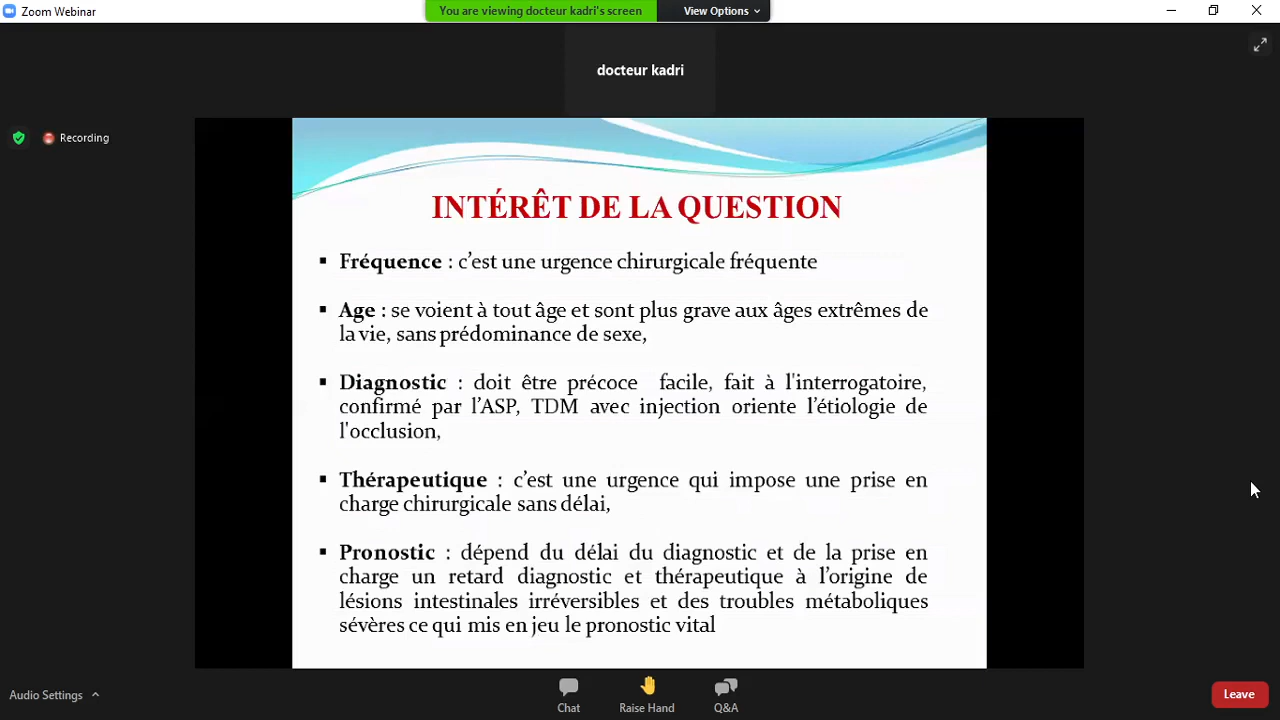 Zoom Webinar
You are viewing docteur kadri's screen
View Options
docteur kadri
Recording
INTÉRÊT DE LA QUESTION
▪ Fréquence : c’est une urgence chirurgicale fréquente
▪ Age : se voient à tout âge et sont plus grave aux âges extrêmes de
la vie, sans prédominance de sexe,
▪ Diagnostic : doit être précoce facile, fait à l'interrogatoire,
confirmé par l’ASP, TDM avec injection oriente l’étiologie de
l'occlusion,
▪ Thérapeutique : c’est une urgence qui impose une prise en
charge chirurgicale sans délai,
▪ Pronostic : dépend du délai du diagnostic et de la prise en
charge un retard diagnostic et thérapeutique à l’origine de
lésions intestinales irréversibles et des troubles métaboliques
sévères ce qui mis en jeu le pronostic vital
Audio Settings
Chat
Raise Hand
Q&A
Leave